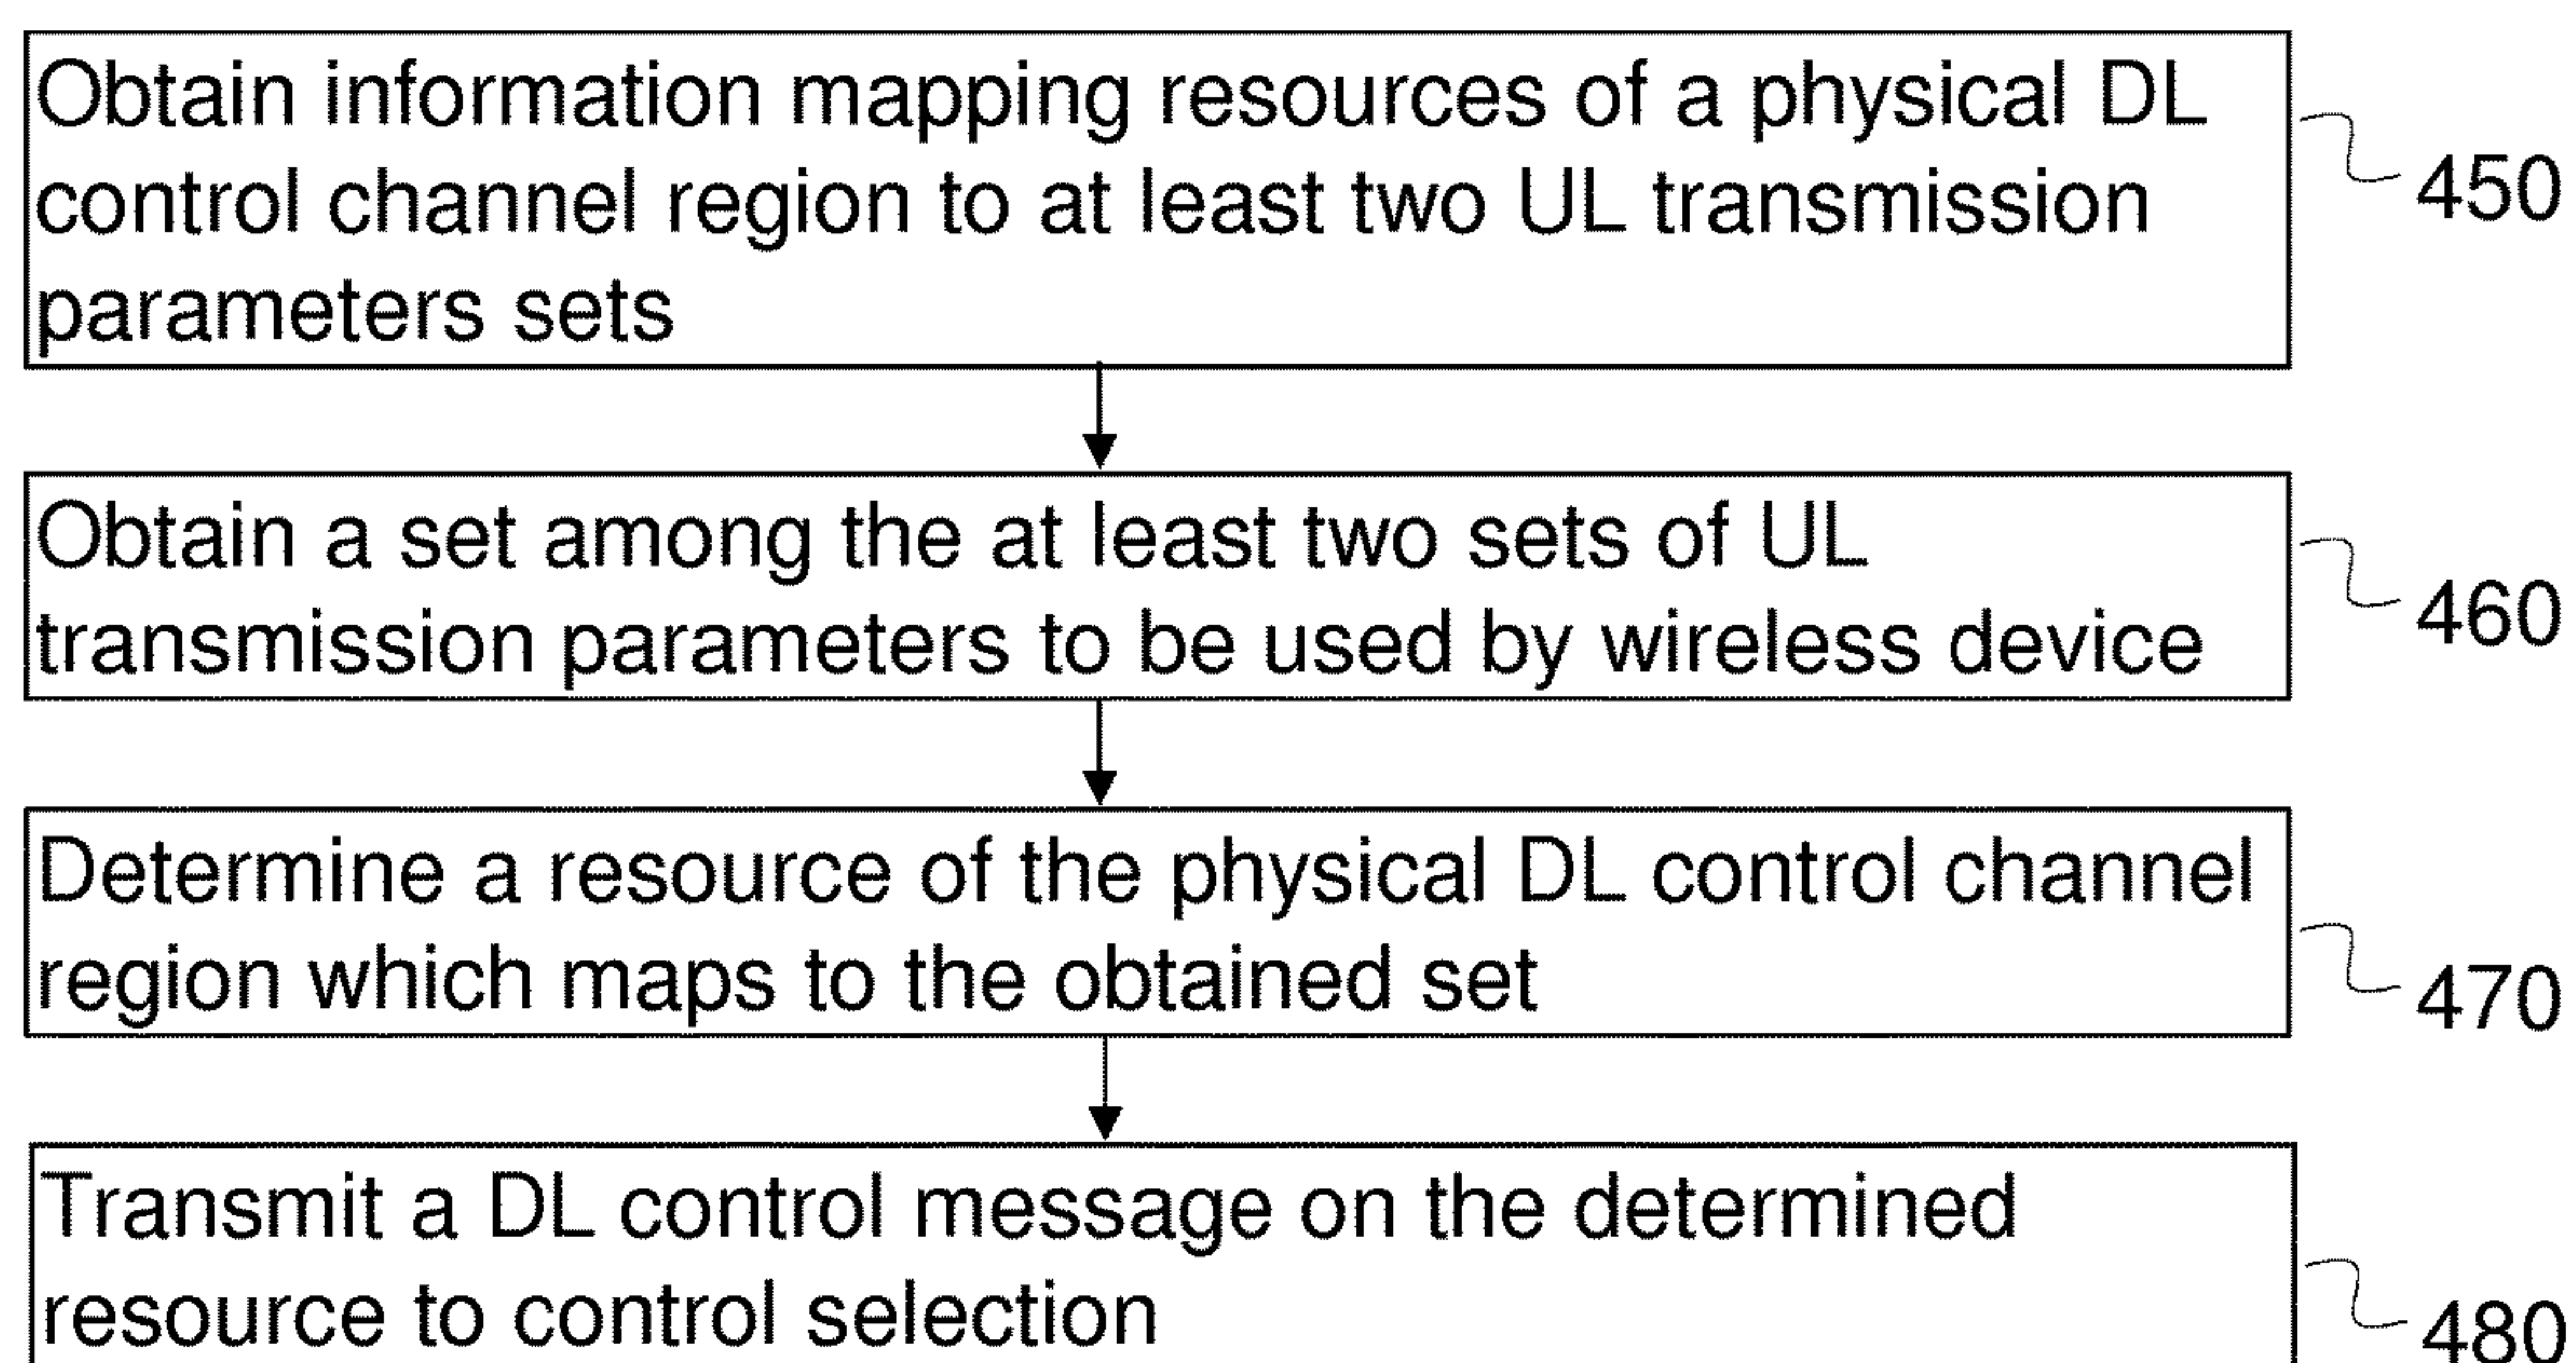 Obtain information mapping resources of a physical DL
control channel region to at least two UL transmission
parameters sets
450
Obtain a set among the at least two sets of UL
transmission parameters to be used by wireless device
460
Determine a resource of the physical DL control channel
region which maps to the obtained set
470
Transmit a DL control message on the determined
resource to control selection
480